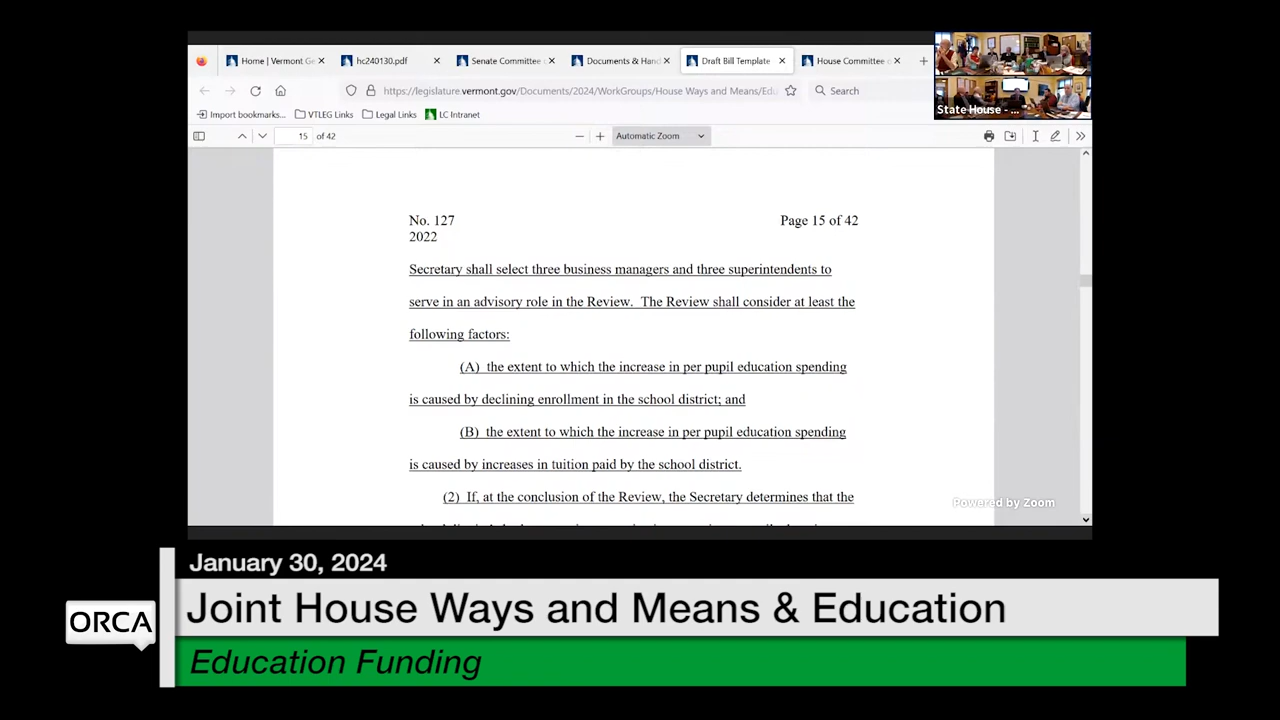 Home | Vermont Ge
hc240130.pdf
Senate Committee
Documents & Hand
Draft Bill Template
House Committee o
https://legislature.vermont.gov/Documents/2024/WorkGroups/House Ways and Means/Edu
Search
State House - ...
Import bookmarks...
VTLEG Links
Legal Links
LC Intranet
15 of 42
Automatic Zoom
No. 127 Page 15 of 42
2022
Secretary shall select three business managers and three superintendents to
serve in an advisory role in the Review. The Review shall consider at least the
following factors:
(A) the extent to which the increase in per pupil education spending
is caused by declining enrollment in the school district; and
(B) the extent to which the increase in per pupil education spending
is caused by increases in tuition paid by the school district.
(2) If, at the conclusion of the Review, the Secretary determines that the
Powered by Zoom
January 30, 2024
ORCA
Joint House Ways and Means & Education
Education Funding